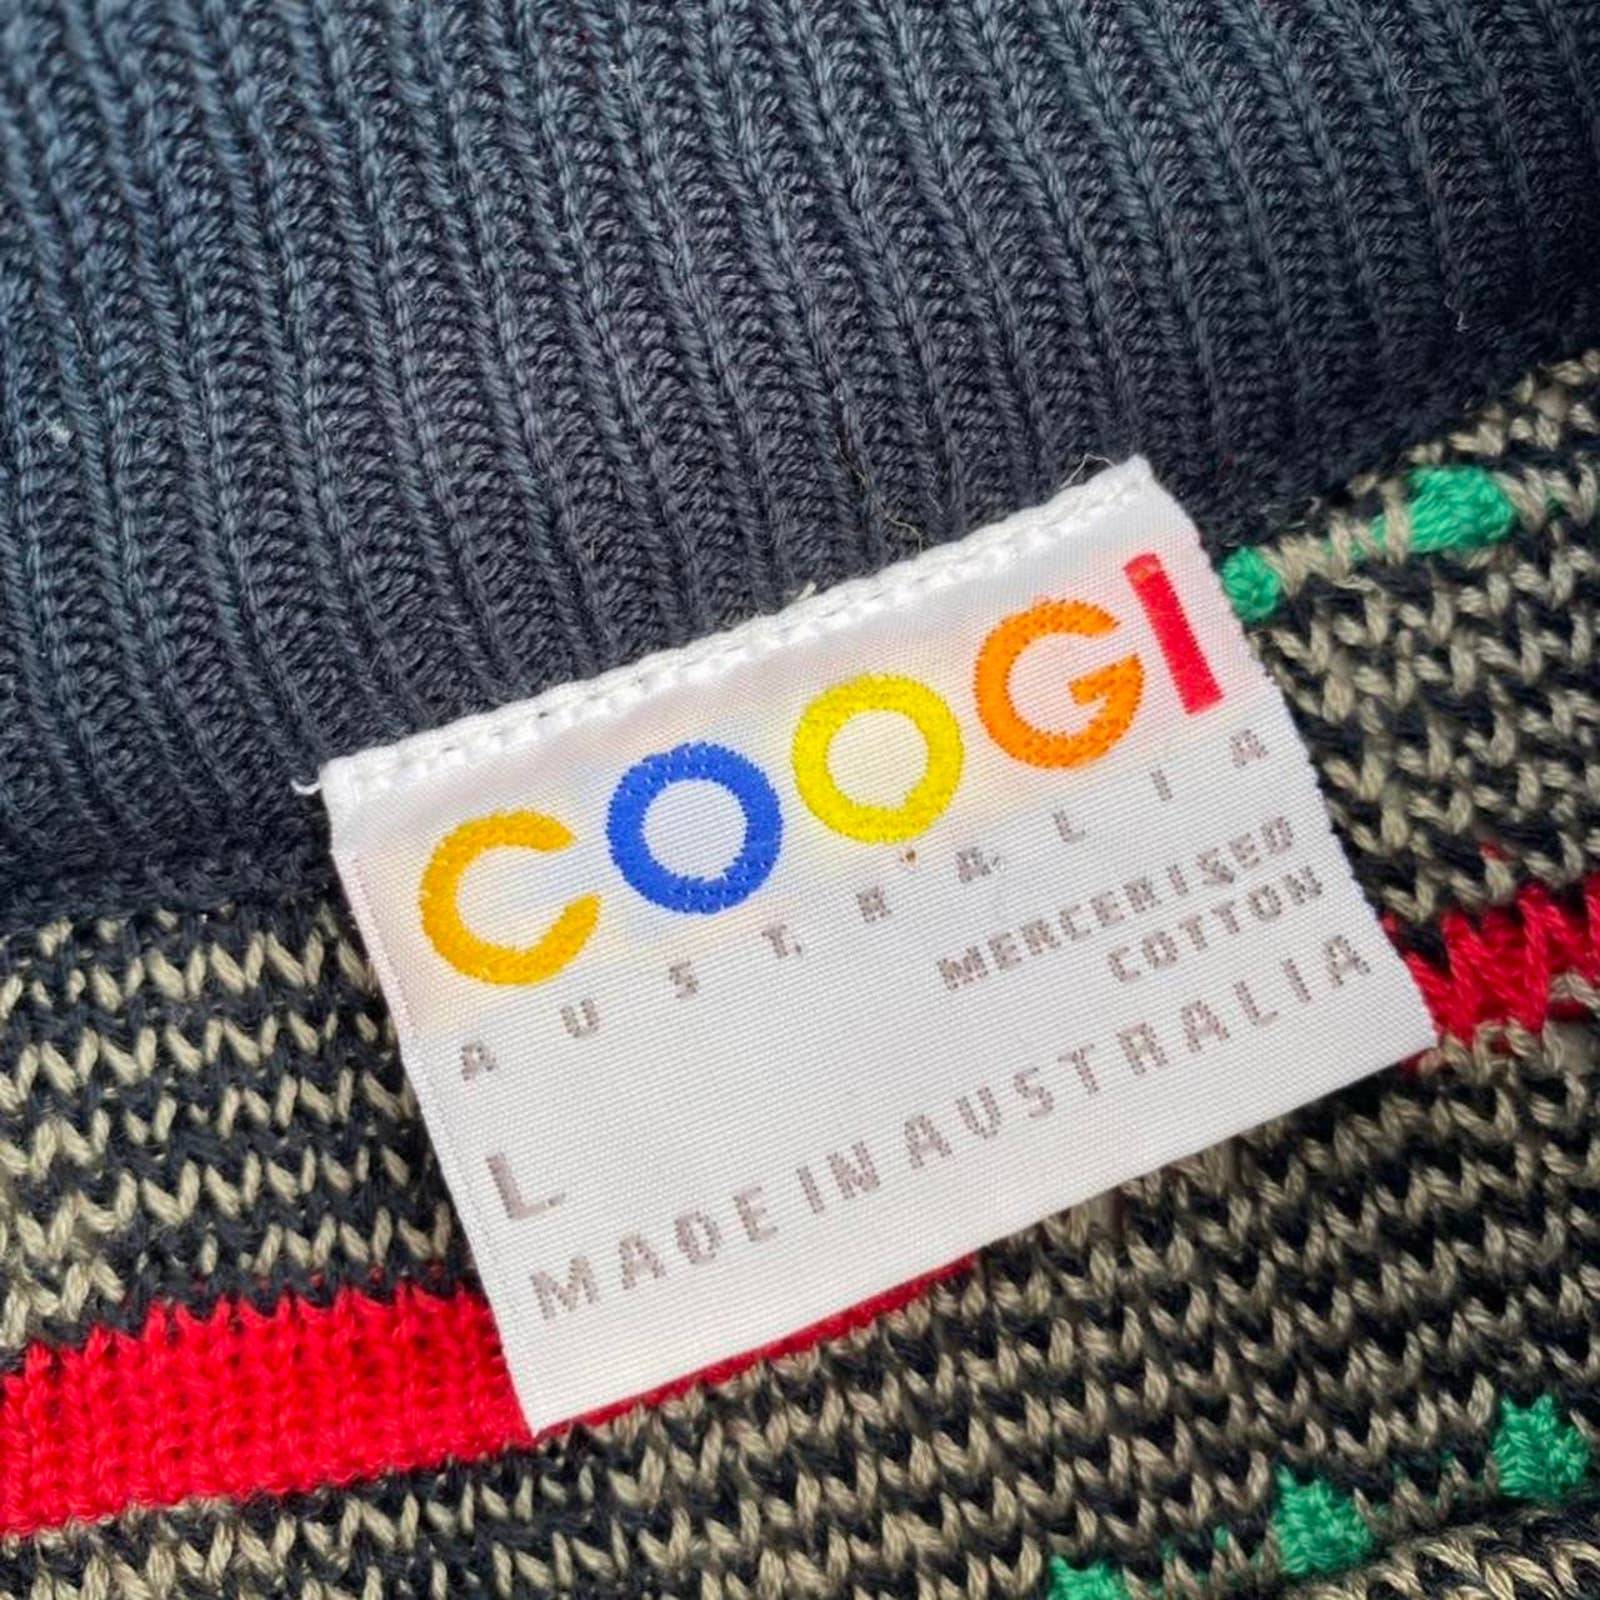 COOGI
AUSTRALIA
MERCERISED
COTTON
L
MADE IN AUSTRALIA